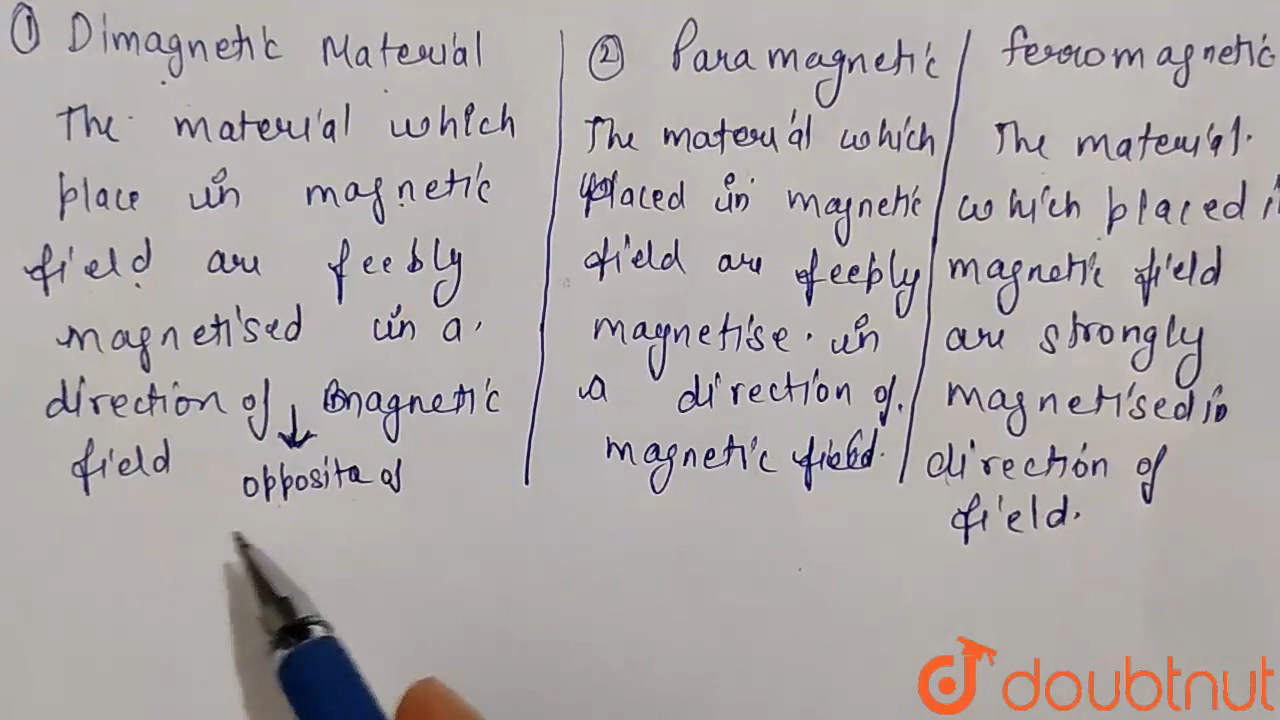 ① Dimagnetic Material
The material which
place in magnetic
field are feebly
magnetised in a
direction of magnetic
field
opposite of
② Paramagnetic
The material which
placed in magnetic
field are feebly
magnetise in
a direction of
magnetic field.
ferromagnetic
The material
which placed i
magnetic field
are strongly
magnetised in
direction of
field.
doubtnut